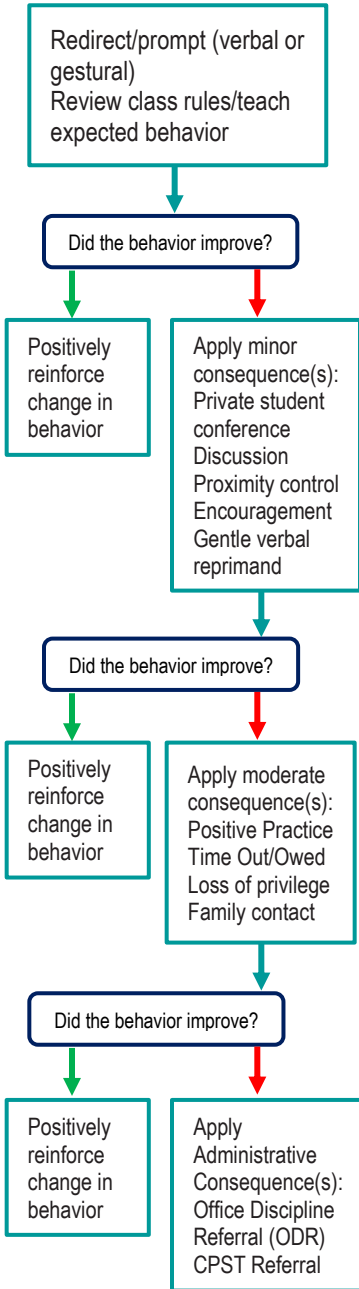 Redirect/prompt (verbal or
gestural)
Review class rules/teach
expected behavior
Did the behavior improve?
Positively
reinforce
change in
behavior
Apply minor
consequence(s):
Private student
conference
Discussion
Proximity control
Encouragement
Gentle verbal
reprimand
Did the behavior improve?
Positively
reinforce
change in
behavior
Apply moderate
consequence(s):
Positive Practice
Time Out/Owed
Loss of privilege
Family contact
Did the behavior improve?
Positively
reinforce
change in
behavior
Apply
Administrative
Consequence(s):
Office Discipline
Referral (ODR)
CPST Referral